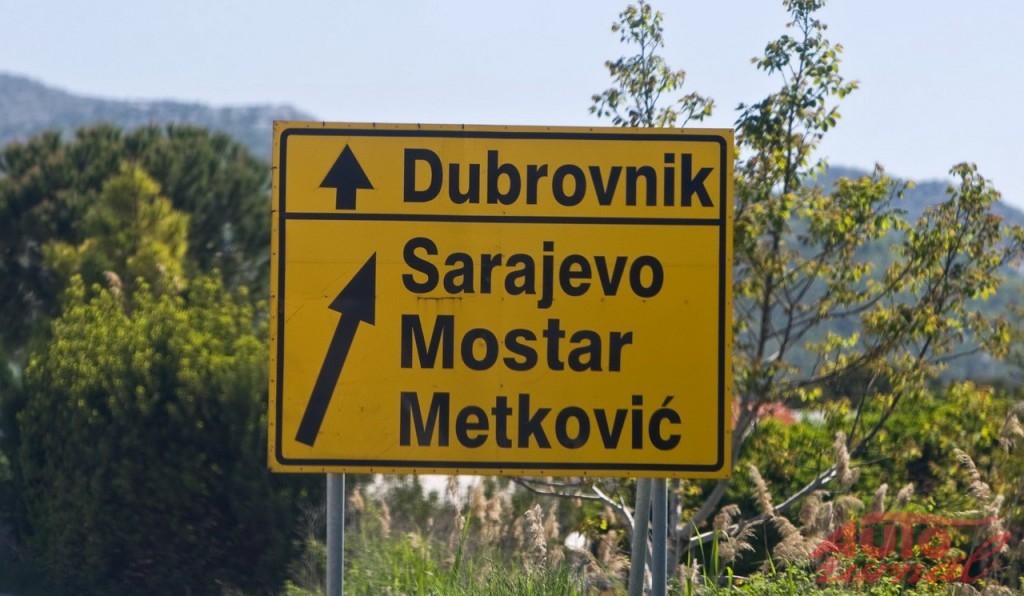 Dubrovnik
Sarajevo
Mostar
Metković
AUTO